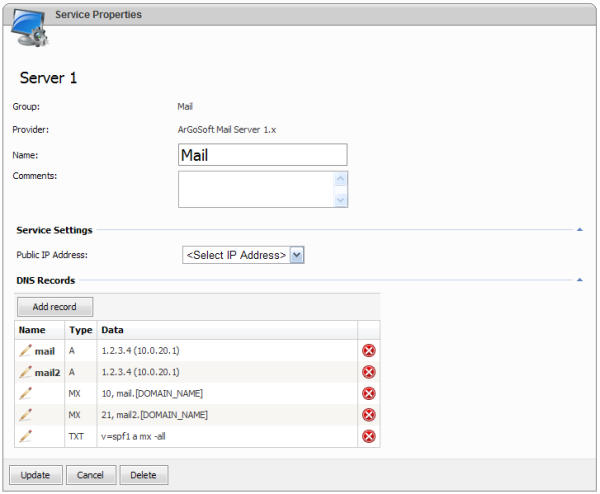 Service Properties
Server 1
Group: Mail
Provider: ArGoSoft Mail Server 1.x
Name: Mail
Comments:
Service Settings
Public IP Address: <Select IP Address>
DNS Records
Add record
Name Type Data
mail A 1.2.3.4 (10.0.20.1)
mail2 A 1.2.3.4 (10.0.20.1)
MX 10, mail.[DOMAIN_NAME]
MX 21, mail2.[DOMAIN_NAME]
TXT v=spf1 a mx -all
Update Cancel Delete